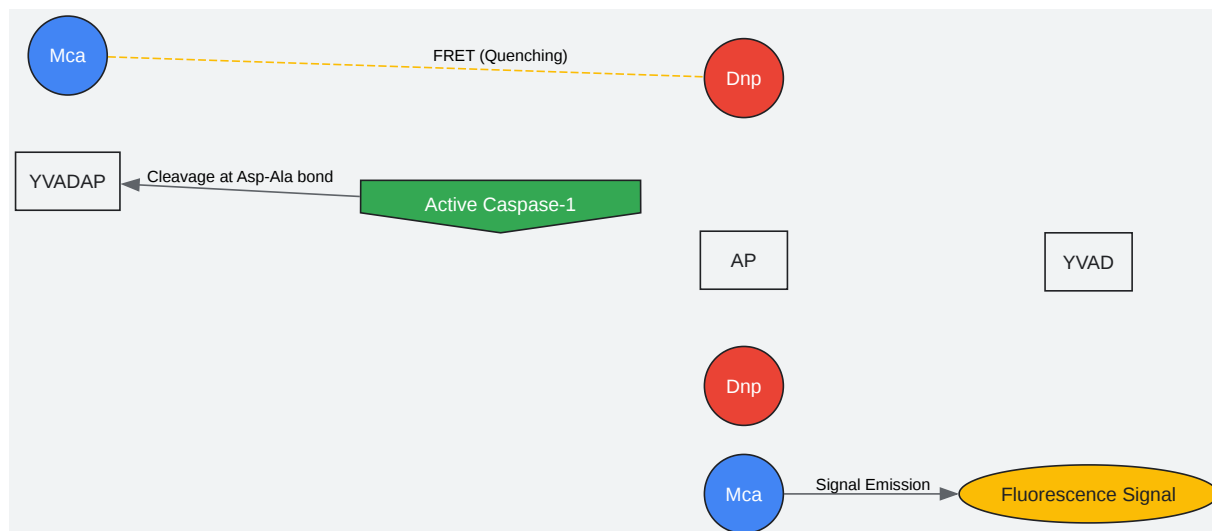 Mca
FRET (Quenching)
Dnp
YVADAP
Cleavage at Asp-Ala bond
Active Caspase-1
AP
YVAD
Dnp
Mca
Signal Emission
Fluorescence Signal